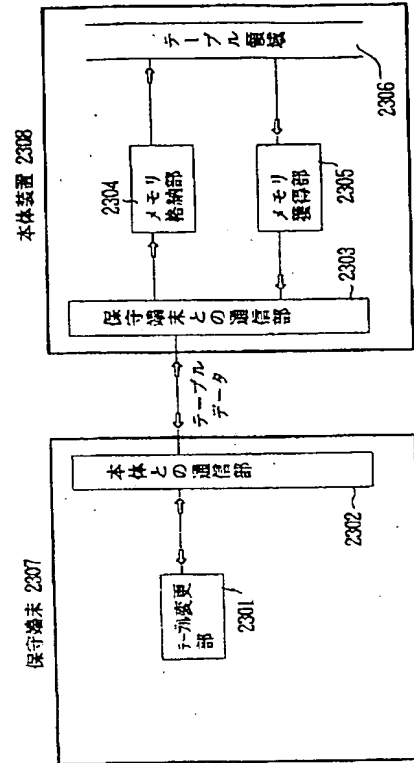 保守端末 2307
テーブル変更
部
2301
本体との通信部
2302
テーブル
データ
本体装置 2308
保守端末との通信部
2303
メモリ
格納部
2304
メモリ
獲得部
2305
テーブル領域
2306